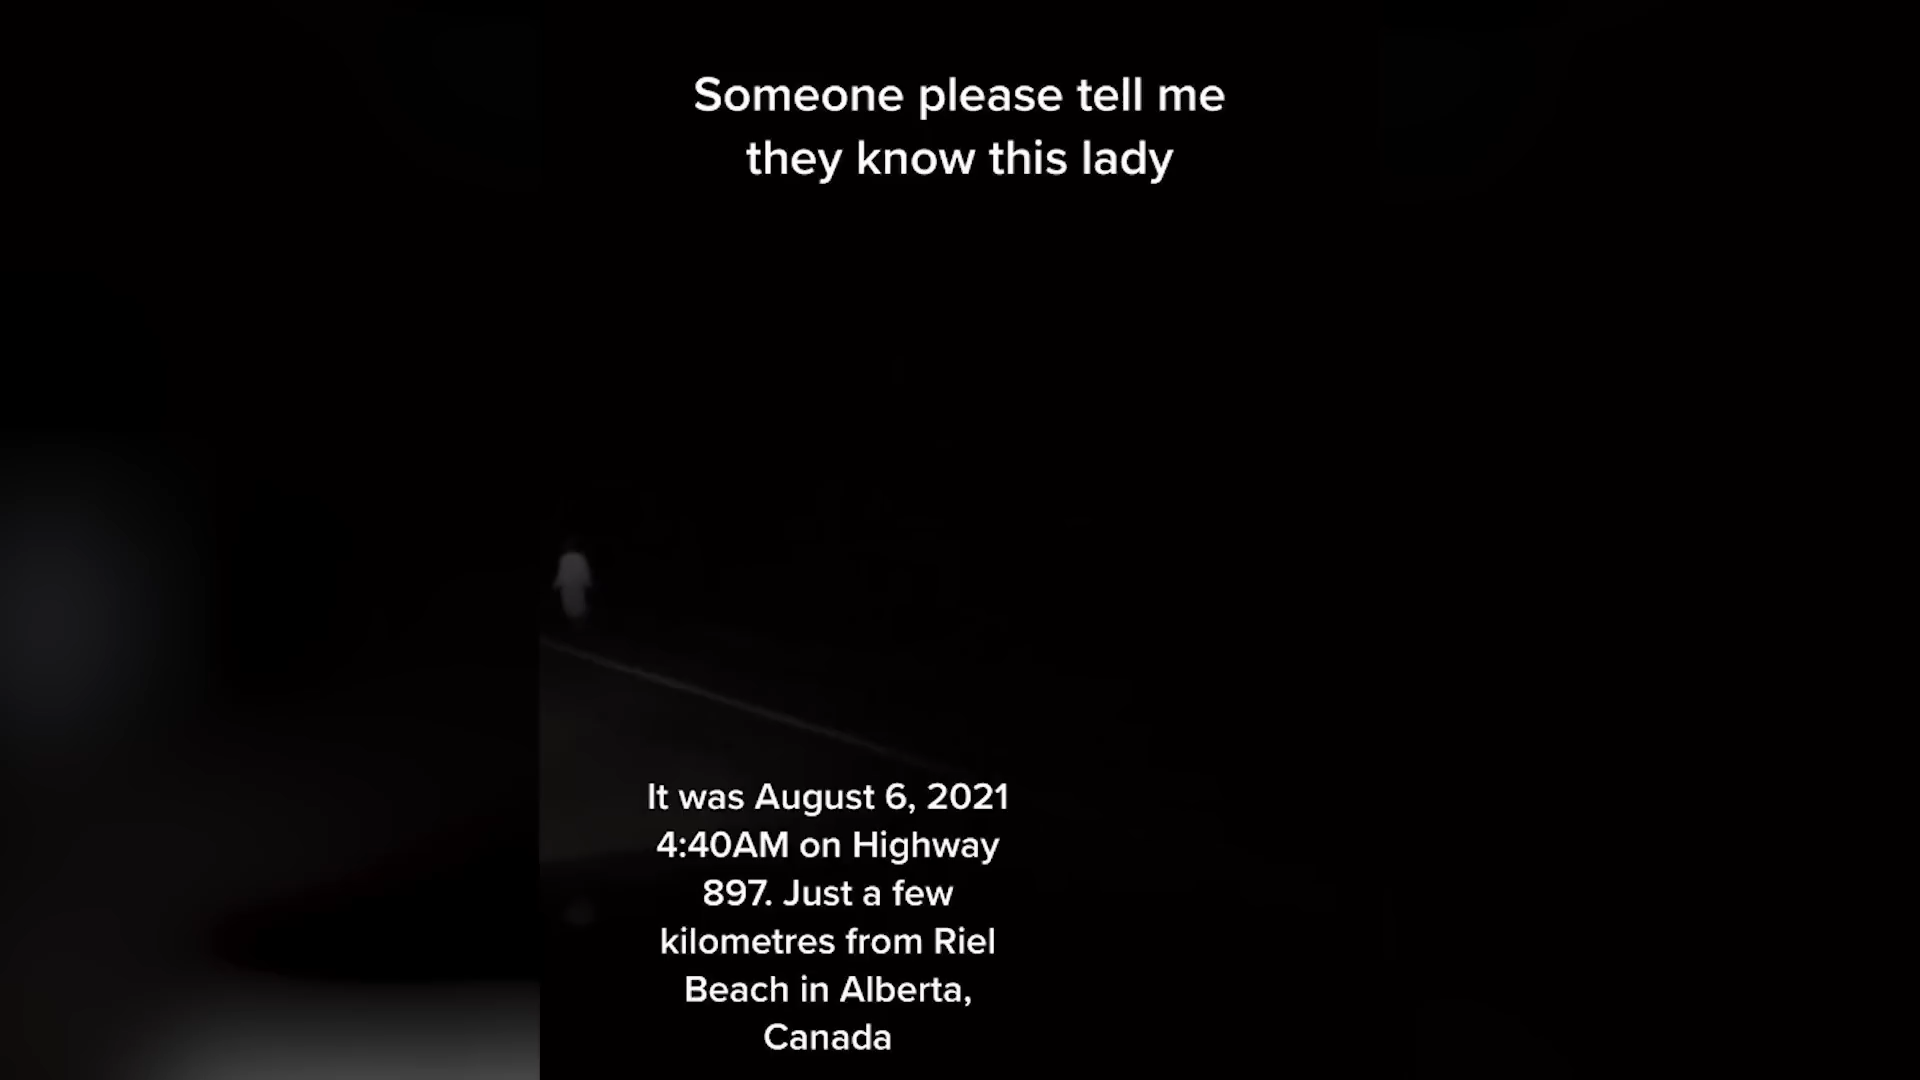 Someone please tell me
they know this lady
It was August 6, 2021
4:40AM on Highway
897. Just a few
kilometres from Riel
Beach in Alberta,
Canada